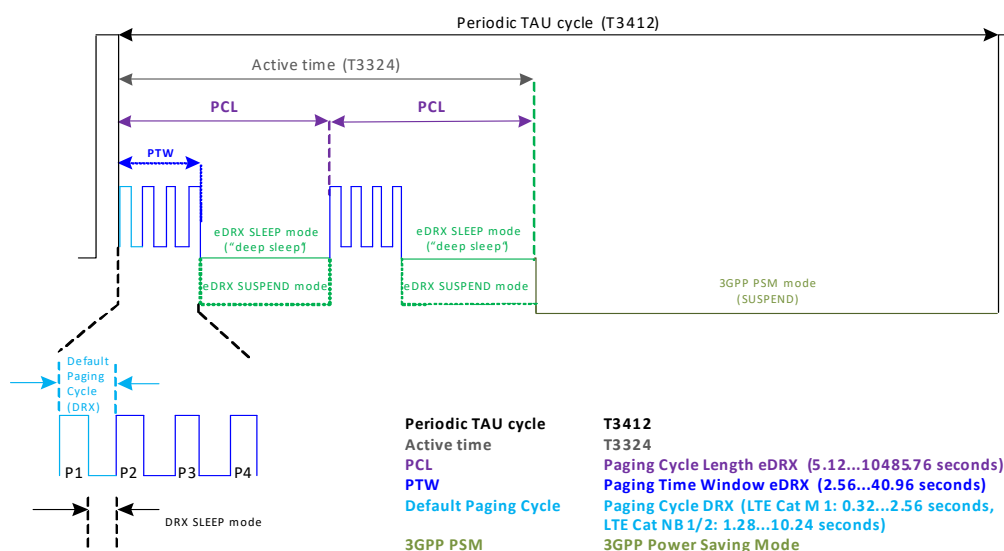 Periodic TAU cycle (T3412)
Active time (T3324)
PCL
PCL
PTW
eDRX SLEEP mode
("deep sleep")
eDRX SLEEP mode
("deep sleep")
eDRX SUSPEND mode
eDRX SUSPEND mode
3GPP PSM mode
(SUSPEND)
Default
Paging
Cycle
(DRX)
P1
P2
P3
P4
DRX SLEEP mode
Periodic TAU cycle T3412
Active time T3324
PCL Paging Cycle Length eDRX (5.12...10485.76 seconds)
PTW Paging Time Window eDRX (2.56...40.96 seconds)
Default Paging Cycle Paging Cycle DRX (LTE Cat M 1: 0.32...2.56 seconds,
LTE Cat NB 1/2: 1.28...10.24 seconds)
3GPP PSM 3GPP Power Saving Mode